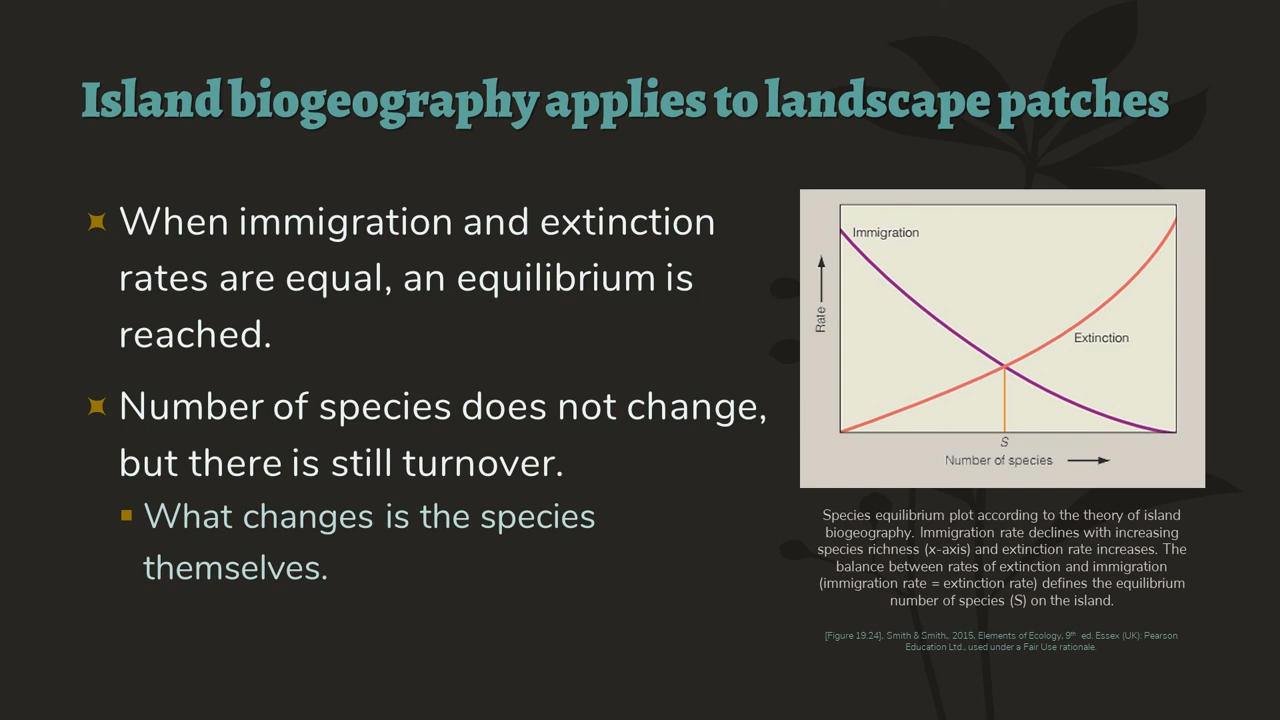 Island biogeography applies to landscape patches
When immigration and extinction
rates are equal, an equilibrium is
reached.
Number of species does not change,
but there is still turnover.
What changes is the species
themselves.
Immigration
Extinction
Rate
S
Number of species
Species equilibrium plot according to the theory of island
biogeography. Immigration rate declines with increasing
species richness (x-axis) and extinction rate increases. The
balance between rates of extinction and immigration
(immigration rate = extinction rate) defines the equilibrium
number of species (S) on the island.
[Figure 19.24], Smith & Smith,. 2015, Elements of Ecology, 9th ed. Essex (UK): Pearson
Education Ltd., used under a Fair Use rationale.